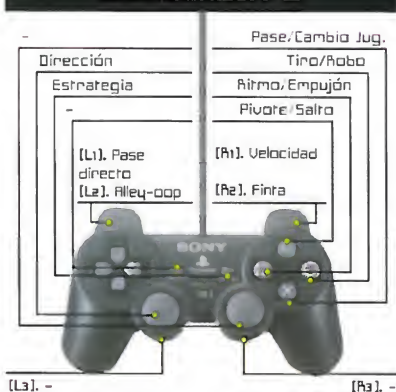 -
Pase/Cambio Jug.
Dirección
Tiro/Robo
Estrategia
Ritmo/Empujón
-
Pivote/Salto
[L1]. Pase directo
[L2]. Alley-oop
[R1]. Velocidad
[R2]. Finta
SONY
[L3]. -
[R3]. -